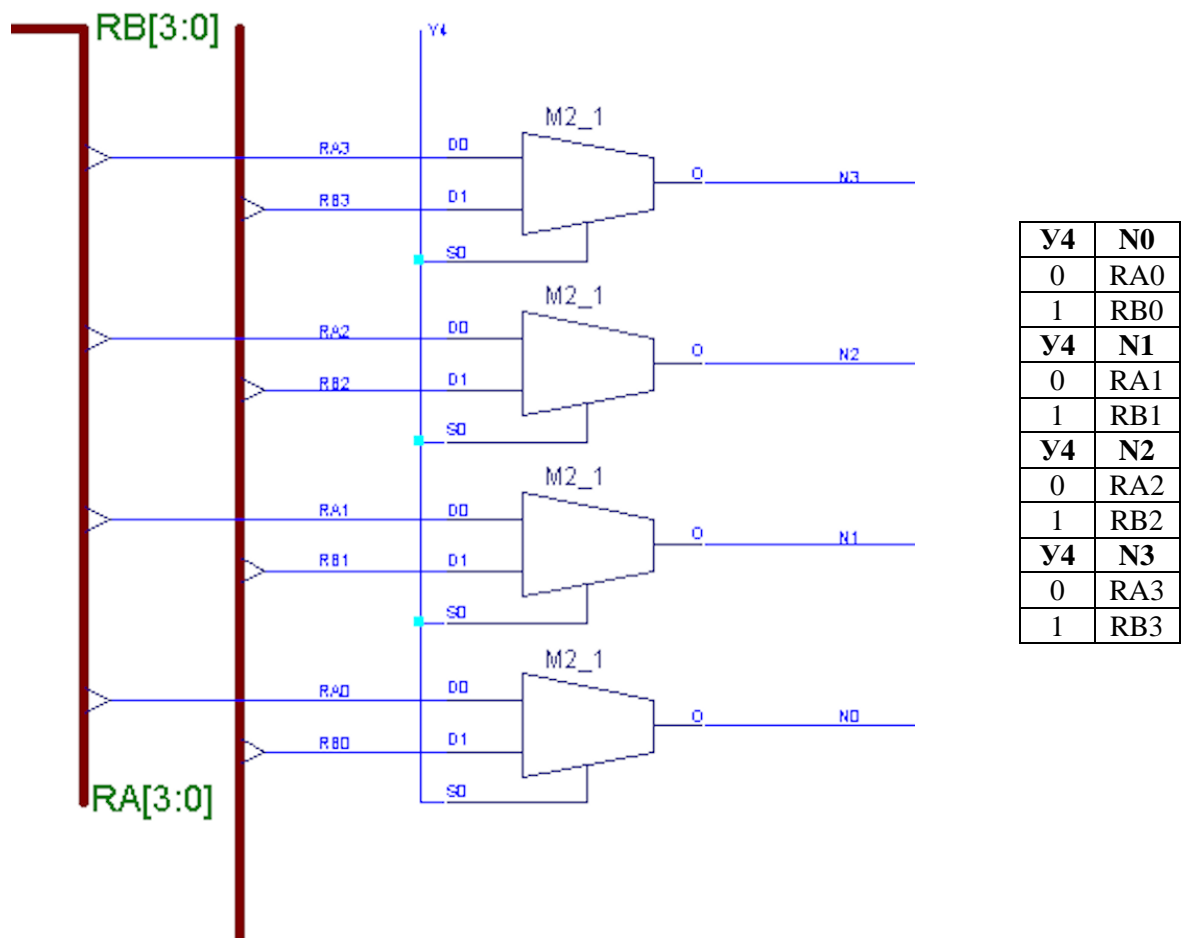 RB[3:0]
Y4
M2_1
RA3
D0
O
N3
RB3
D1
S0
M2_1
RA2
D0
O
N2
RB2
D1
S0
M2_1
RA1
D0
O
N1
RB1
D1
S0
M2_1
RA0
D0
O
N0
RB0
D1
S0
RA[3:0]
У4 N0
0 RA0
1 RB0
У4 N1
0 RA1
1 RB1
У4 N2
0 RA2
1 RB2
У4 N3
0 RA3
1 RB3